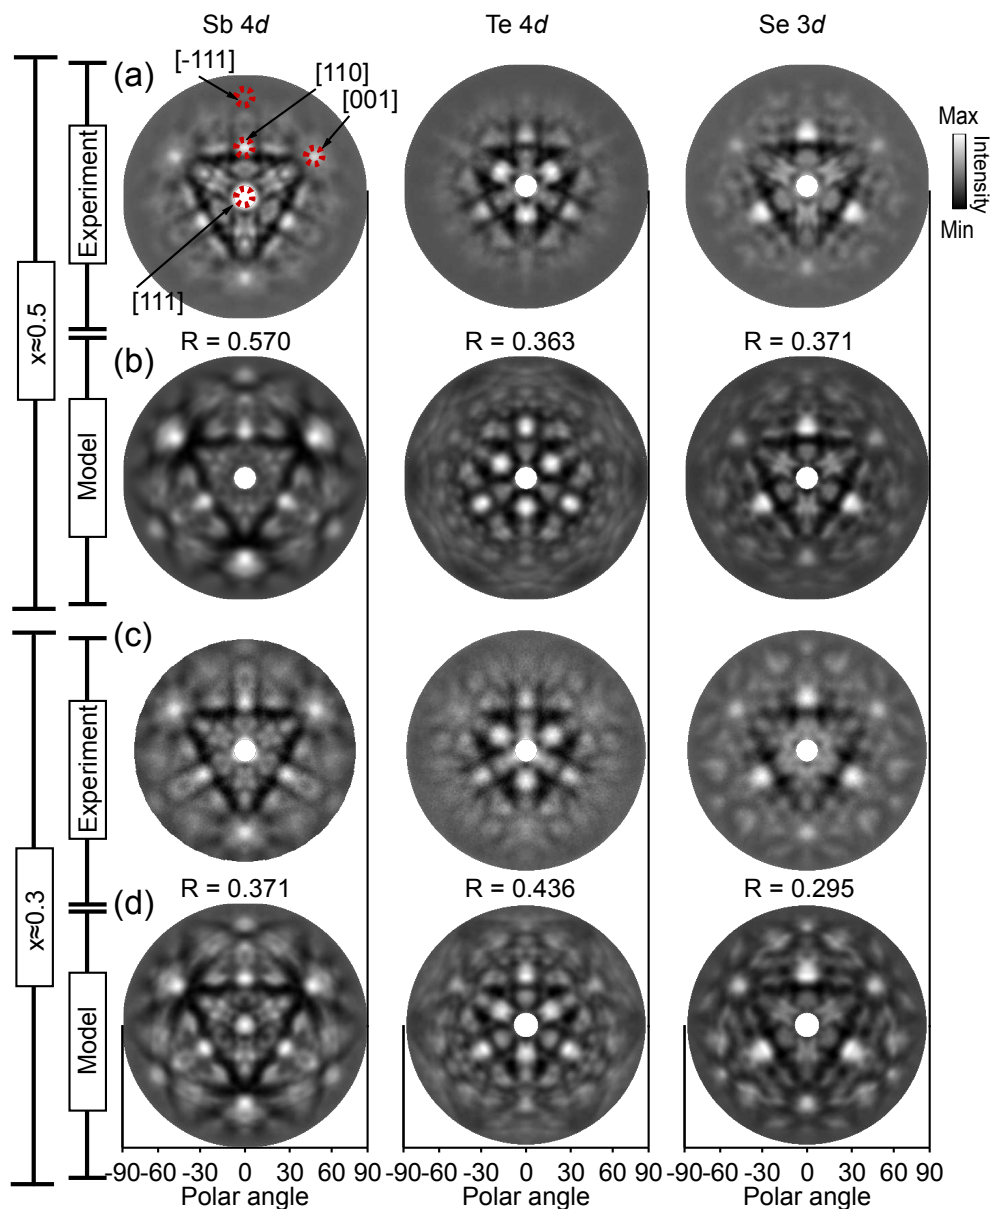 Sb 4d
Te 4d
Se 3d
(a)
[-111]
[110]
[001]
[111]
Max
Intensity
Min
Experiment
x≈0.5
R = 0.570
R = 0.363
R = 0.371
(b)
Model
(c)
Experiment
x≈0.3
R = 0.371
R = 0.436
R = 0.295
(d)
Model
-90 -60 -30 0 30 60 90
-90 -60 -30 0 30 60 90
-90 -60 -30 0 30 60 90
Polar angle
Polar angle
Polar angle